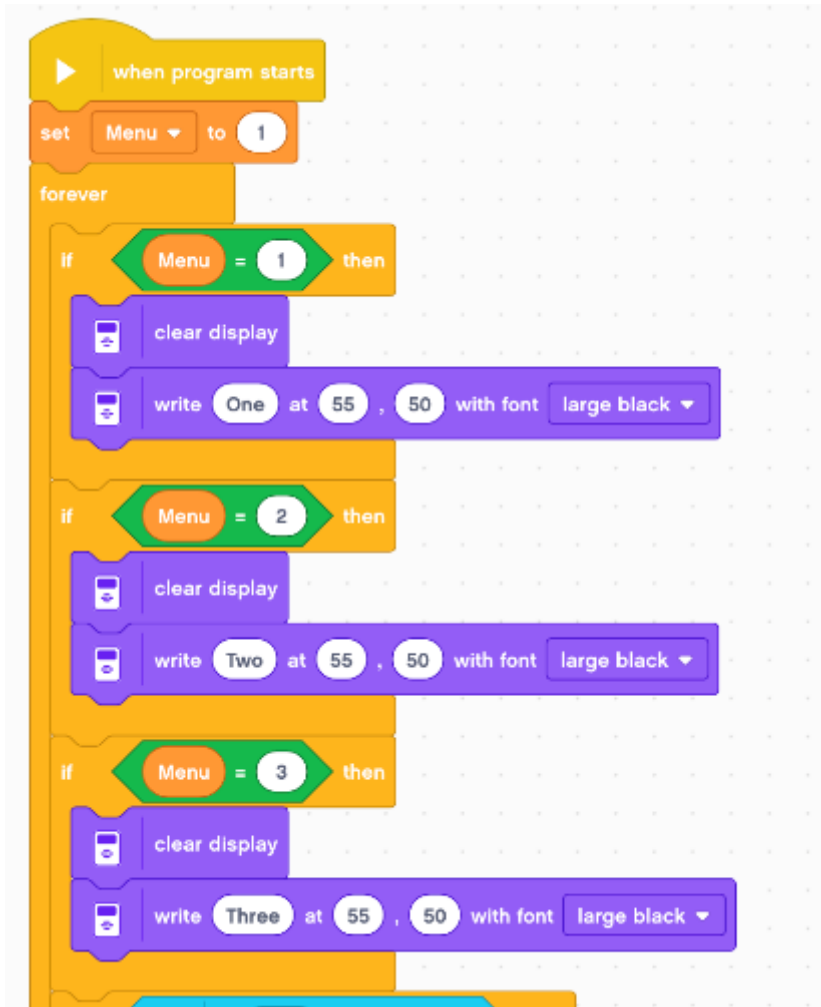 when program starts
set Menu to 1
forever
if Menu = 1 then
clear display
write One at 55 , 50 with font large black
if Menu = 2 then
clear display
write Two at 55 , 50 with font large black
if Menu = 3 then
clear display
write Three at 55 , 50 with font large black